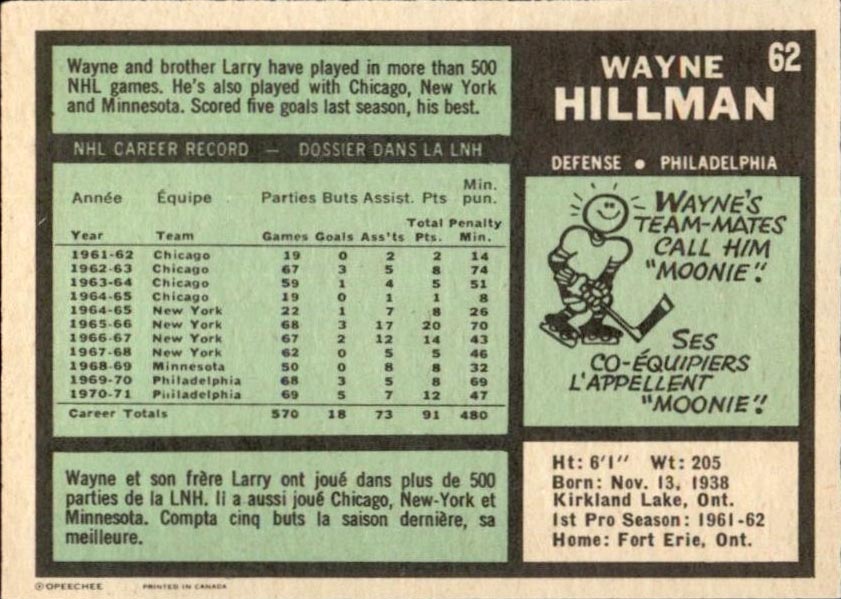 Wayne and brother Larry have played in more than 500
NHL games. He's also played with Chicago, New York
and Minnesota. Scored five goals last season, his best.
NHL CAREER RECORD — DOSSIER DANS LA LNH
Année Équipe Parties Buts Assist. Pts Min. pun.
Year Team Games Goals Ass'ts Total Pts. Penalty Min.
1961-62 Chicago 19 0 2 2 14
1962-63 Chicago 67 3 5 8 74
1963-64 Chicago 59 1 4 5 51
1964-65 Chicago 19 0 1 1 8
1964-65 New York 22 1 7 8 26
1965-66 New York 68 3 17 20 70
1966-67 New York 67 2 12 14 43
1967-68 New York 62 0 5 5 46
1968-69 Minnesota 50 0 8 8 32
1969-70 Philadelphia 68 3 5 8 69
1970-71 Philadelphia 69 5 7 12 47
Career Totals 570 18 73 91 480
Wayne et son frère Larry ont joué dans plus de 500
parties de la LNH. Il a aussi joué Chicago, New-York et
Minnesota. Compta cinq buts la saison dernière, sa
meilleure.
62
WAYNE
HILLMAN
DEFENSE • PHILADELPHIA
WAYNE'S
TEAM-MATES
CALL HIM
"MOONIE"!
SES
CO-ÉQUIPIERS
L'APPELLENT
"MOONIE"!
Ht: 6'1" Wt: 205
Born: Nov. 13, 1938
Kirkland Lake, Ont.
1st Pro Season: 1961-62
Home: Fort Erie, Ont.
© OPEECHEE PRINTED IN CANADA